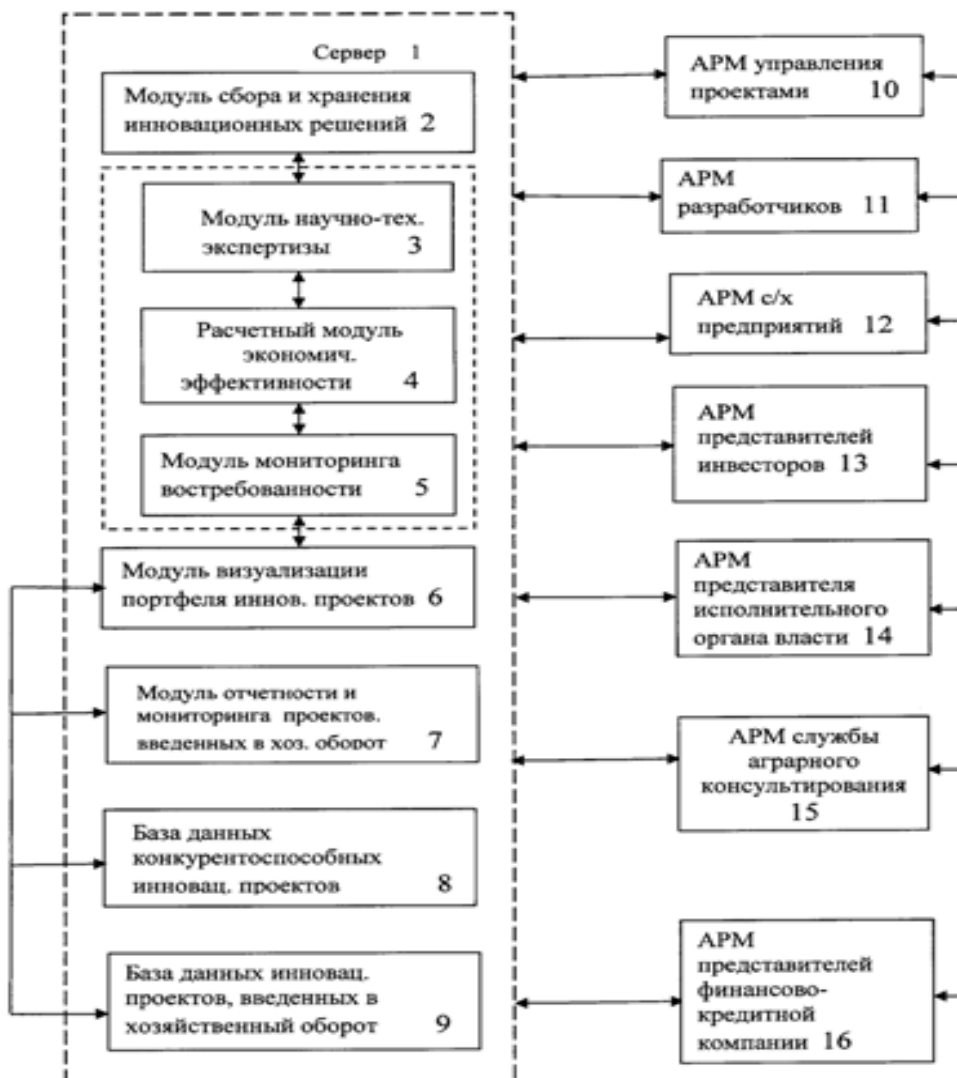 Сервер 1
Модуль сбора и хранения
инновационных решений 2
Модуль научно-тех.
экспертизы 3
Расчетный модуль
экономич.
эффективности 4
Модуль мониторинга
востребованности 5
Модуль визуализации
портфеля иннов. проектов 6
Модуль отчетности и
мониторинга проектов.
введенных в хоз. оборот 7
База данных
конкурентоспособных
инновац. проектов 8
База данных инновац.
проектов, введенных в
хозяйственный оборот 9
АРМ управления
проектами 10
АРМ
разработчиков 11
АРМ с/х
предприятий 12
АРМ
представителей
инвесторов 13
АРМ
представителя
исполнительного
органа власти 14
АРМ службы
аграрного
консультирования
15
АРМ
представителей
финансово-
кредитной
компании 16